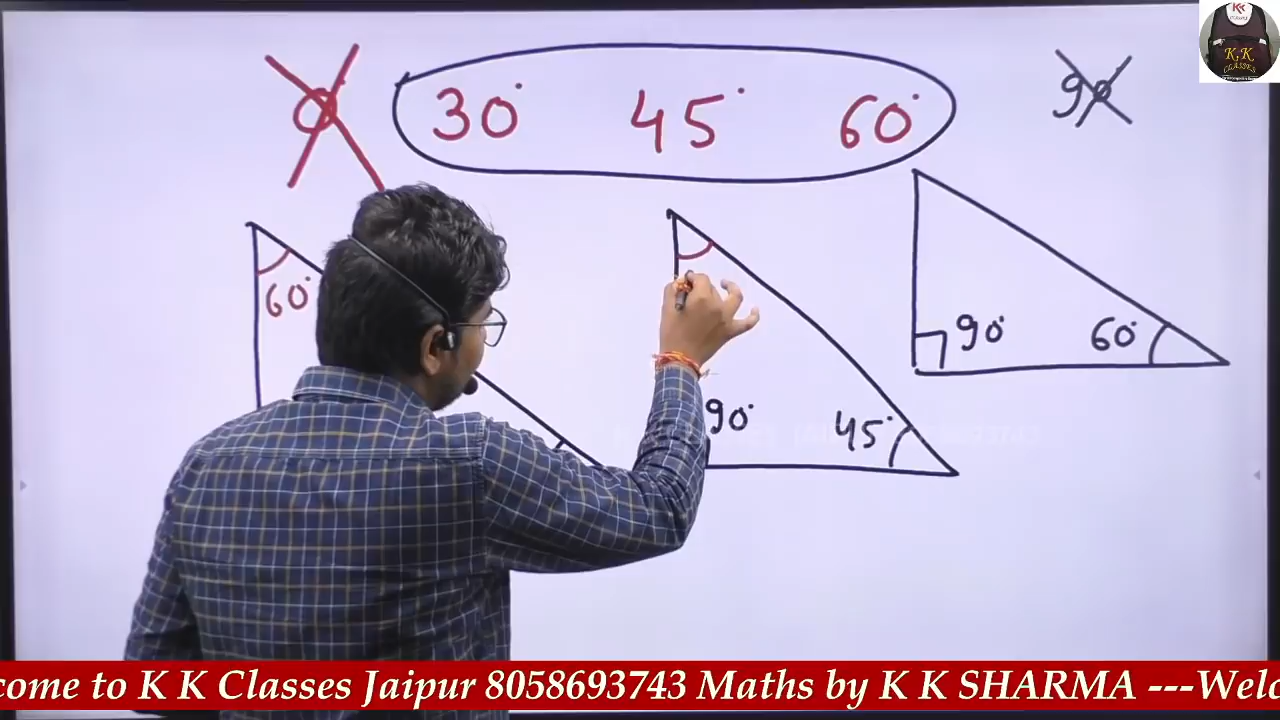 0° 30° 45° 60° 90
60°
90° 45°
90° 60°
K.K
CLASSES
come to K K Classes Jaipur 8058693743 Maths by K K SHARMA ---Welc